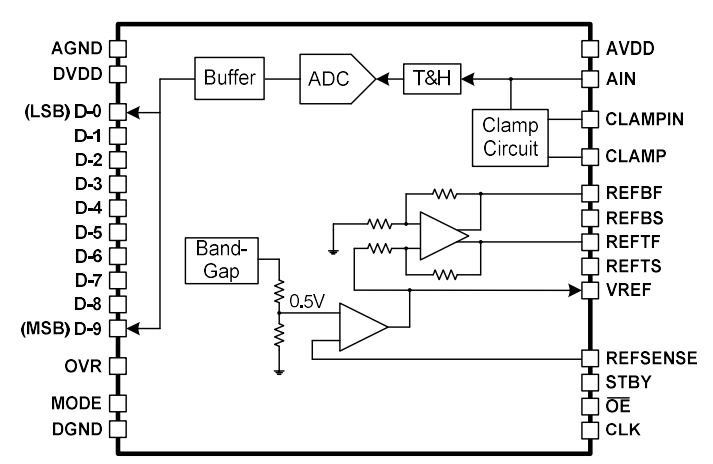 AGND
DVDD
(LSB) D-0
D-1
D-2
D-3
D-4
D-5
D-6
D-7
D-8
(MSB) D-9
OVR
MODE
DGND
Buffer
ADC
T&H
Clamp
Circuit
Band-
Gap
0.5V
AVDD
AIN
CLAMPIN
CLAMP
REFBF
REFBS
REFTF
REFTS
VREF
REFSENSE
STBY
O̅E̅
CLK